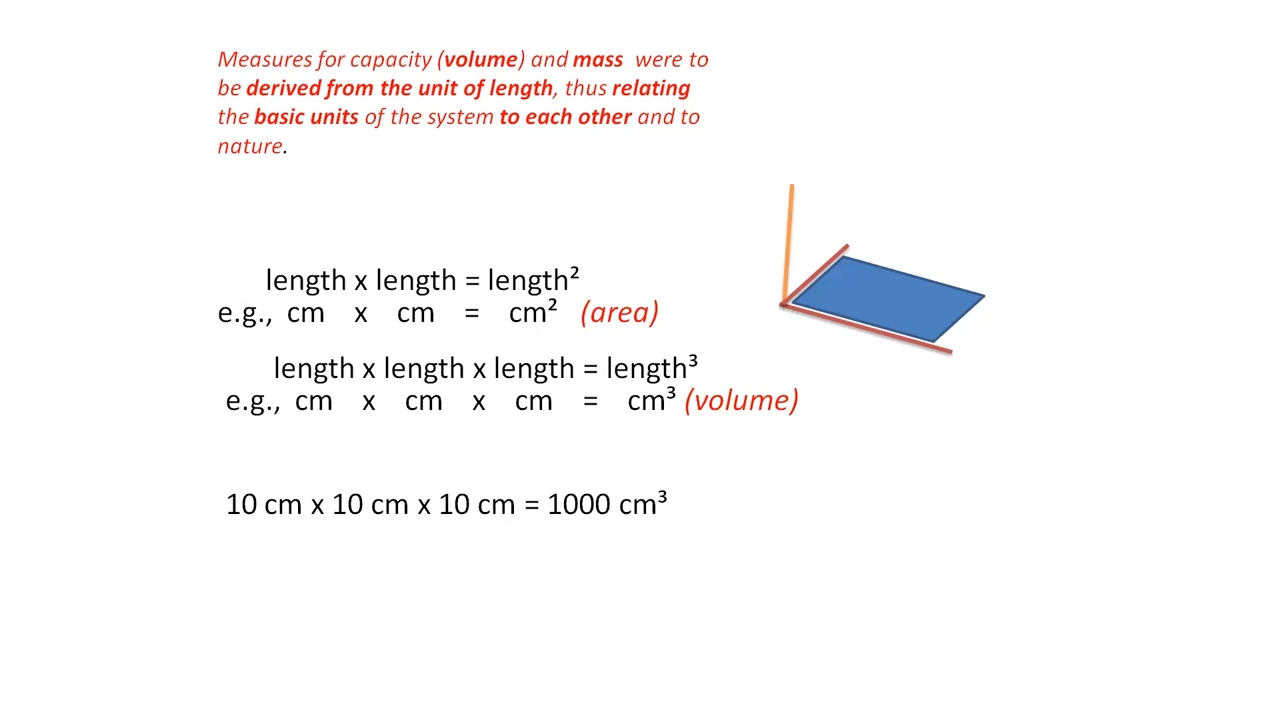 Measures for capacity (volume) and mass were to
be derived from the unit of length, thus relating
the basic units of the system to each other and to
nature.
length x length = length²
e.g., cm x cm = cm² (area)
length x length x length = length³
e.g., cm x cm x cm = cm³ (volume)
10 cm x 10 cm x 10 cm = 1000 cm³